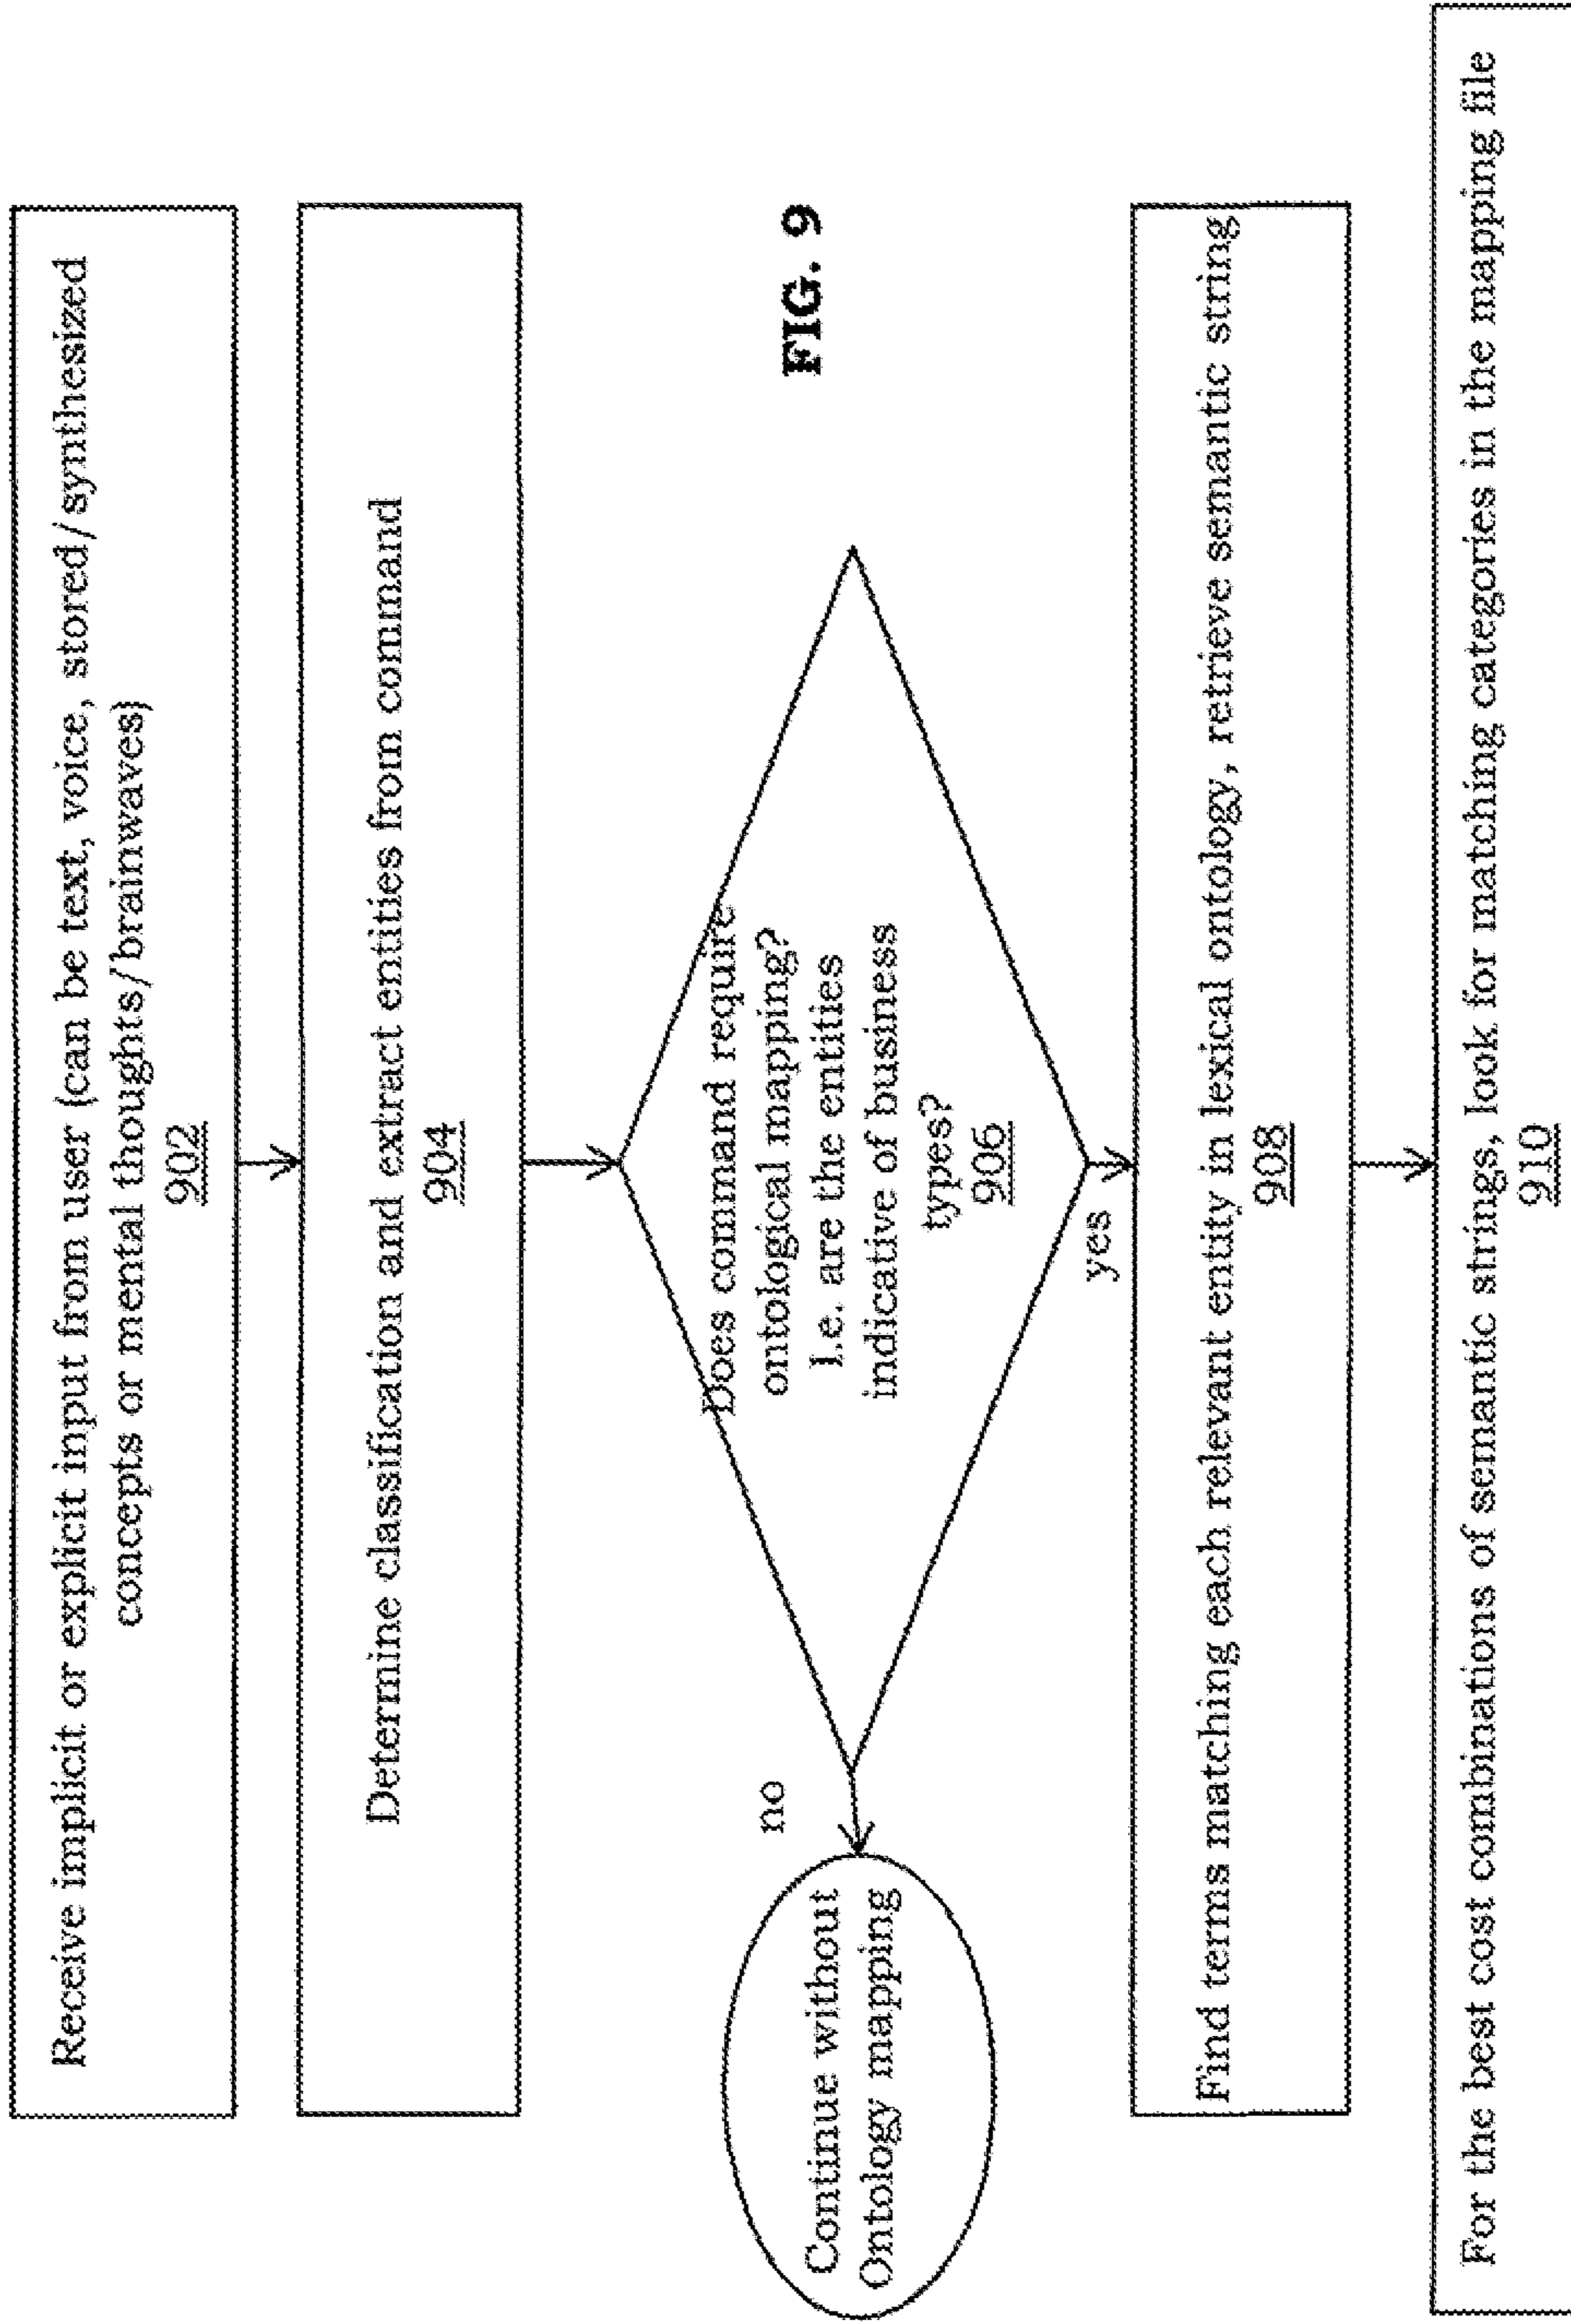 Receive implicit or explicit input from user (can be text, voice, stored/synthesized
concepts or mental thoughts/brainwaves)
902
Determine classification and extract entities from command
904
Does command require
ontological mapping?
I.e. are the entities
indicative of business
types?
906
no
Continue without
Ontology mapping
yes
FIG. 9
Find terms matching each relevant entity in lexical ontology, retrieve semantic string
908
For the best cost combinations of semantic strings, look for matching categories in the mapping file
910